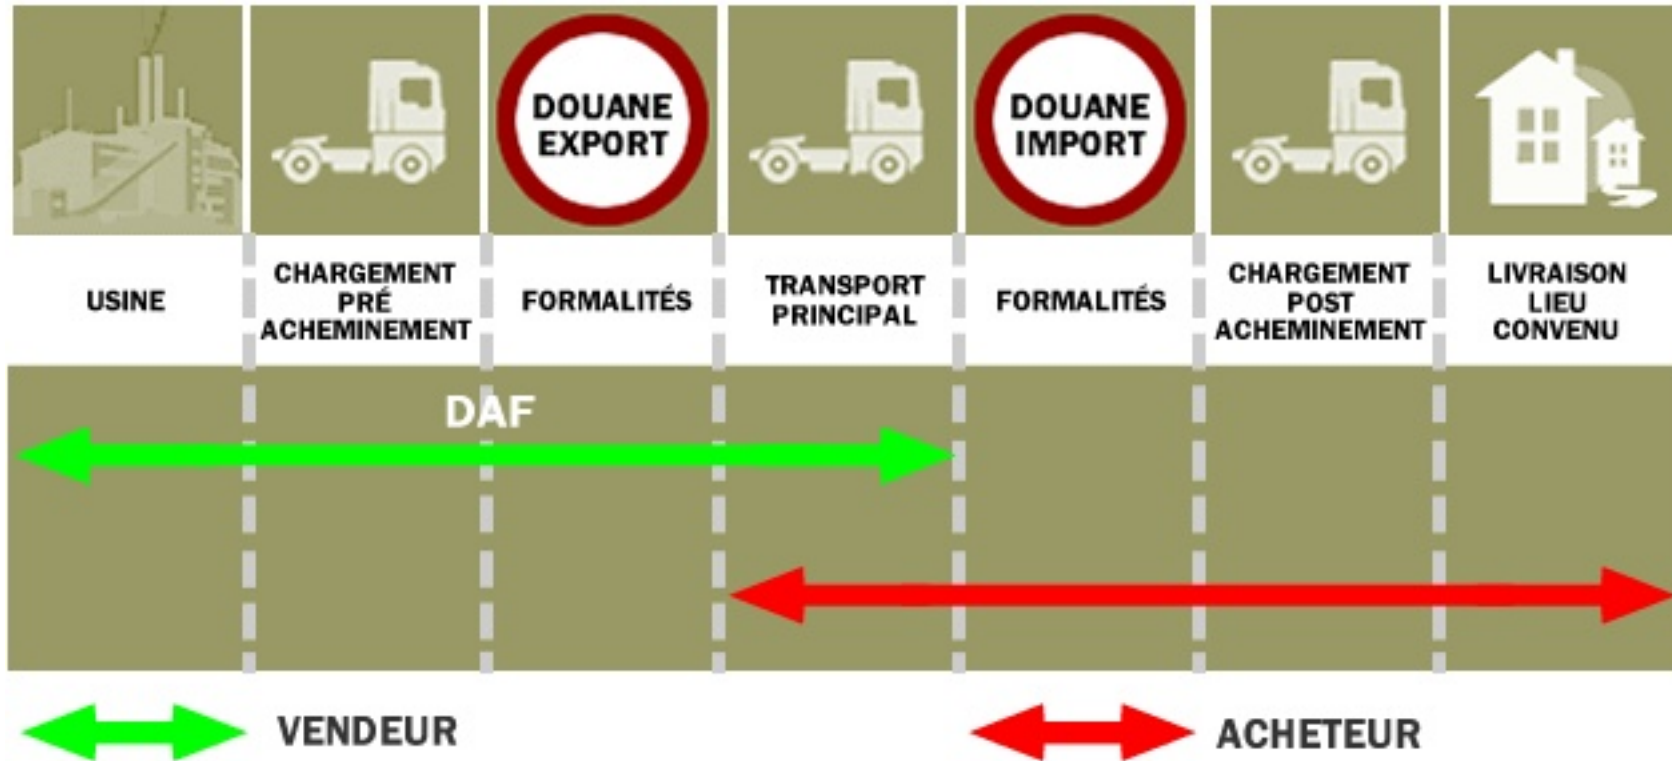 DOUANE
EXPORT
DOUANE
IMPORT
USINE
CHARGEMENT
PRÉ
ACHEMINEMENT
FORMALITÉS
TRANSPORT
PRINCIPAL
FORMALITÉS
CHARGEMENT
POST
ACHEMINEMENT
LIVRAISON
LIEU
CONVENU
DAF
VENDEUR
ACHETEUR